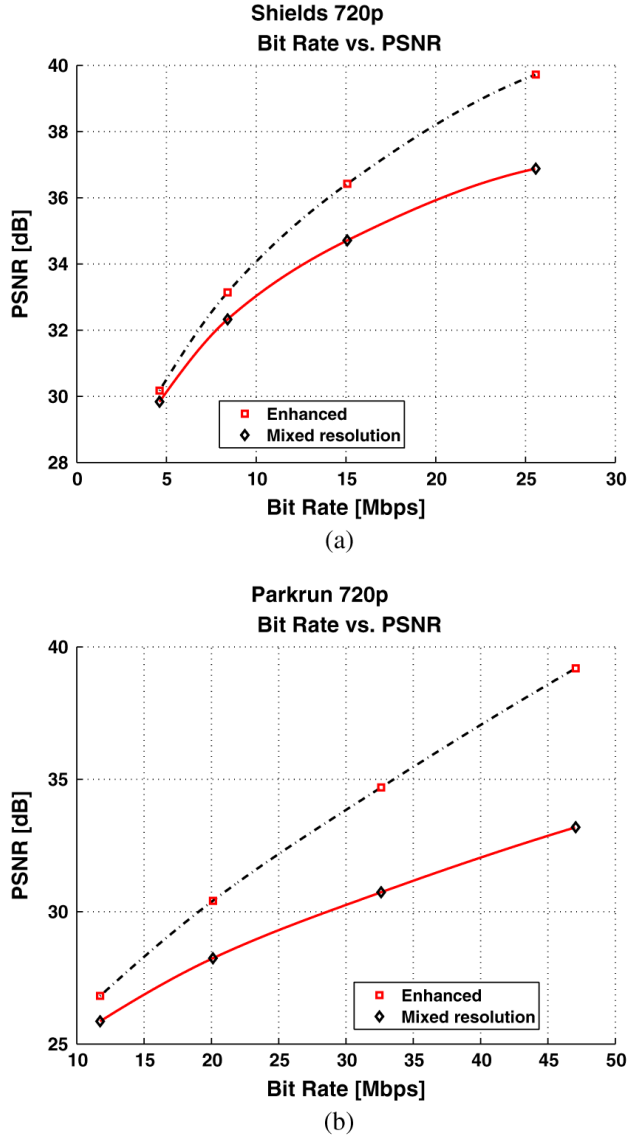 Shields 720p
Bit Rate vs. PSNR
40
38
36
34
32
30
28
PSNR [dB]
Enhanced
Mixed resolution
0 5 10 15 20 25 30
Bit Rate [Mbps]
(a)
Parkrun 720p
Bit Rate vs. PSNR
40
35
30
25
PSNR [dB]
Enhanced
Mixed resolution
10 15 20 25 30 35 40 45 50
Bit Rate [Mbps]
(b)